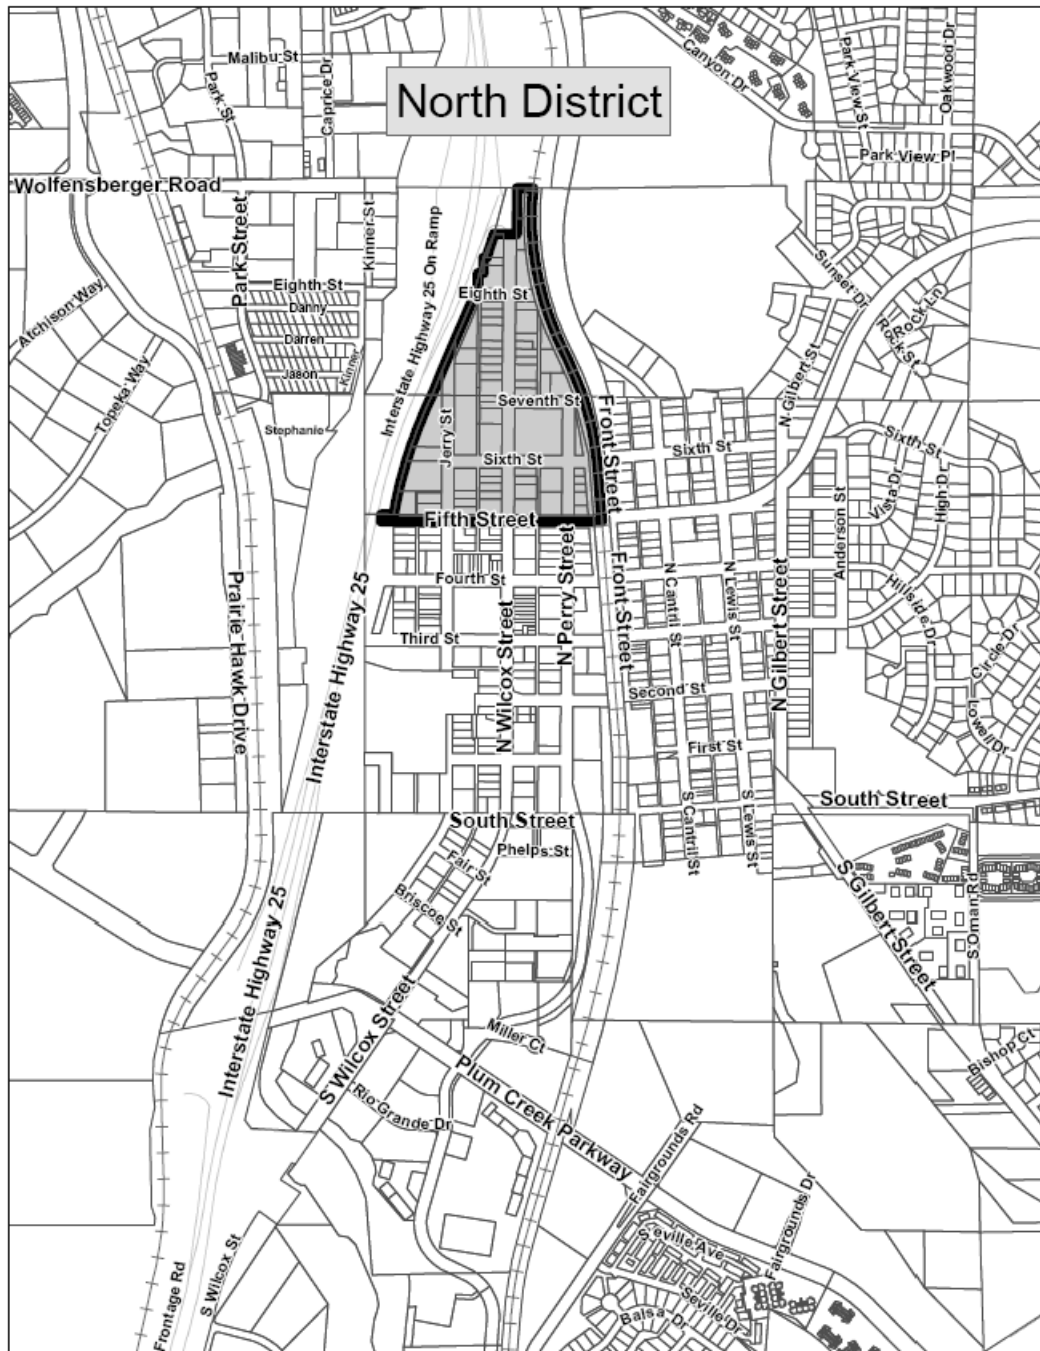 Malibu St
Park St
Caprice Dr
North District
Canyon Dr
Park View St
Oakwood Dr
Park View Pl
Wolfensberger Road
Park Street
Kinner St
Interstate Highway 25 On Ramp
Sunset Dr
Eighth St
Eighth St
Danny
Atchison Way
Rock Ln
Rock St
Darren
Topeka Way
Jason
Kinner
N Gilbert St
Seventh St
Front Street
Jerry St
Stephanie
Sixth St
Sixth St
Sixth St
Vista Dr
High Dr
Fifth Street
Anderson St
Prairie Hawk Drive
Interstate Highway 25
Fourth St
N Perry Street
Front Street
N Cantril St
N Lewis St
N Gilbert Street
Hillside Dr
Third St
N Wilcox Street
Circle Dr
Second St
Lowell Dr
First St
South Street
South Street
S Cantril St
S Lewis St
Phelps St
Fair St
Briscoe St
S Gilbert Street
S Oman Rd
Interstate Highway 25
S Wilcox Street
Miller Ct
Bishop Ct
Plum Creek Parkway
Rio Grande Dr
Fairgrounds Rd
Fairgrounds Dr
Seville Ave
S Wilcox St
Frontage Rd
Seville Dr
Balsa Dr